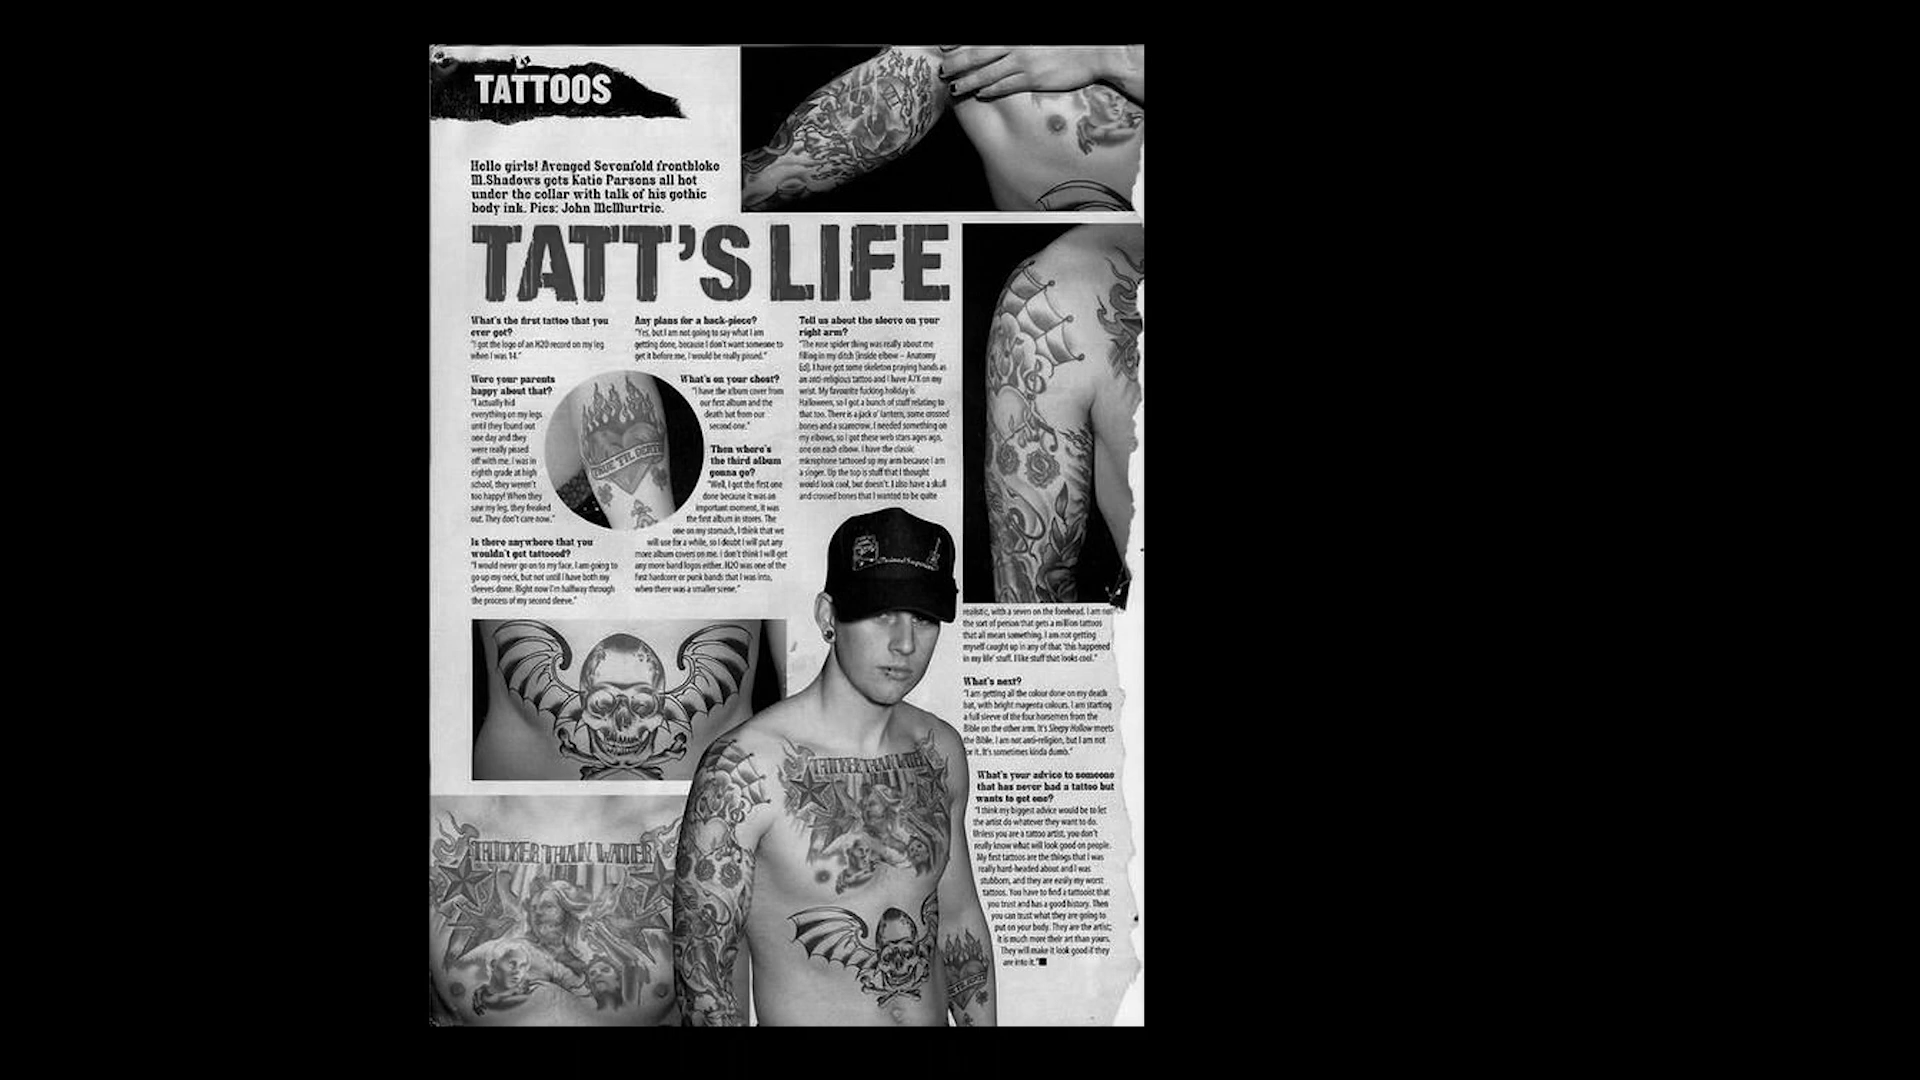 TATTOOS
Hello girls! Avenged Sevenfold frontbloke
M.Shadows gets Katie Parsons all hot
under the collar with talk of his gothic
body ink. Pics: John McMurtrie.
TATT'S LIFE
What's the first tattoo that you
ever got?
"I got the logo of an H2O record on my leg
when I was 14."
Were your parents
happy about that?
"I actually hid
everything on my legs
until they found out
one day and they
were really pissed
off with me. I was in
eighth grade at high
school, they weren't
too happy! When they
saw my leg, they freaked
out. They don't care now."
Is there anywhere that you
wouldn't get tattooed?
"I would never go on to my face. I am going to
go up my neck, but not until I have both my
sleeves done. Right now I'm halfway through
the process of my second sleeve."
Any plans for a back-piece?
"Yes, but I am not going to say what I am
getting done, because I don't want someone to
get it before me, I would be really pissed."
What's on your chest?
"I have the album cover from
our first album and the
death bat from our
second one."
Then where's
the third album
gonna go?
"Well, I got the first one
done because it was an
important moment, it was
the first album in stores. The
one on my stomach, I think that we
will use for a while, so I doubt I will put any
more album covers on me. I don't think I will get
any more band logos either. H2O was one of the
first hardcore or punk bands that I was into,
when there was a smaller scene."
TRUE 'TIL DEATH
Tell us about the sleeve on your
right arm?
"The rose spider thing was really about me
filling in my ditch [inside elbow – Anatomy
Ed]. I have got some skeleton praying hands as
an anti-religious tattoo and I have A7X on my
wrist. My favourite fucking holiday is
Halloween, so I got a bunch of stuff relating to
that too. There is a jack o' lantern, some crossed
bones and a scarecrow. I needed something on
my elbows, so I got these web stars ages ago,
one on each elbow. I have the classic
microphone tattooed up my arm because I am
a singer. Up the top is stuff that I thought
would look cool, but doesn't. I also have a skull
and crossed bones that I wanted to be quite
realistic, with a seven on the forehead. I am not
the sort of person that gets a million tattoos
that all mean something. I am not getting
myself caught up in any of that 'this happened
in my life' stuff. I like stuff that looks cool."
What's next?
"I am getting all the colour done on my death
bat, with bright magenta colours. I am starting
a full sleeve of the four horsemen from the
Bible on the other arm. It's Sleepy Hollow meets
the Bible. I am not anti-religion, but I am not
for it. It's sometimes kinda dumb."
What's your advice to someone
that has never had a tattoo but
wants to get one?
"I think my biggest advice would be to let
the artist do whatever they want to do.
Unless you are a tattoo artist, you don't
really know what will look good on people.
My first tattoos are the things that I was
really hard-headed about and I was
stubborn, and they are easily my worst
tattoos. You have to find a tattooist that
you trust and has a good history. Then
you can trust what they are going to
put on your body. They are the artist;
it is much more their art than yours.
They will make it look good if they
are into it."
THICKER THAN WATER
THICKER THAN WATER